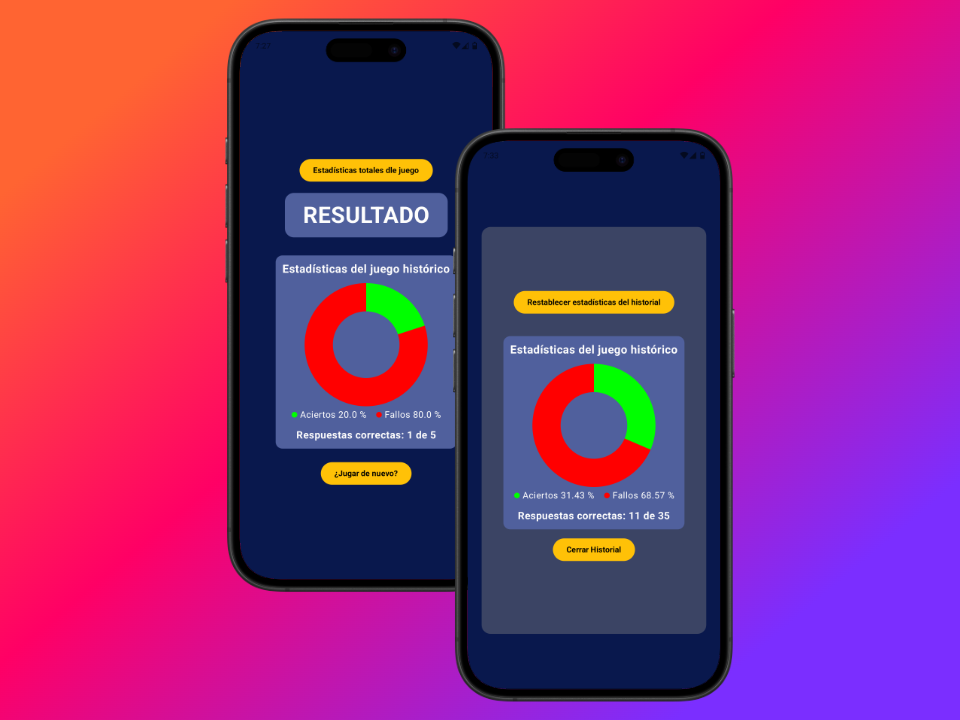 7:27
Estadísticas totales dle juego
RESULTADO
Estadísticas del juego histórico
Aciertos 20.0 % Fallos 80.0 %
Respuestas correctas: 1 de 5
¿Jugar de nuevo?
Restablecer estadísticas del historial
Estadísticas del juego histórico
Aciertos 31.43 % Fallos 68.57 %
Respuestas correctas: 11 de 35
Cerrar Historial